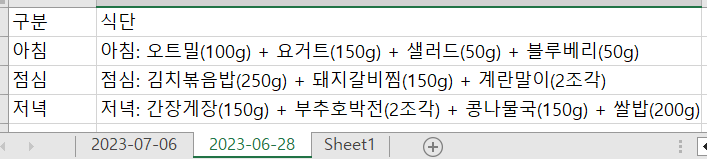 구분 식단
아침 아침: 오트밀(100g) + 요거트(150g) + 샐러드(50g) + 블루베리(50g)
점심 점심: 김치볶음밥(250g) + 돼지갈비찜(150g) + 계란말이(2조각)
저녁 저녁: 간장게장(150g) + 부추호박전(2조각) + 콩나물국(150g) + 쌀밥(200g)
2023-07-06 2023-06-28 Sheet1